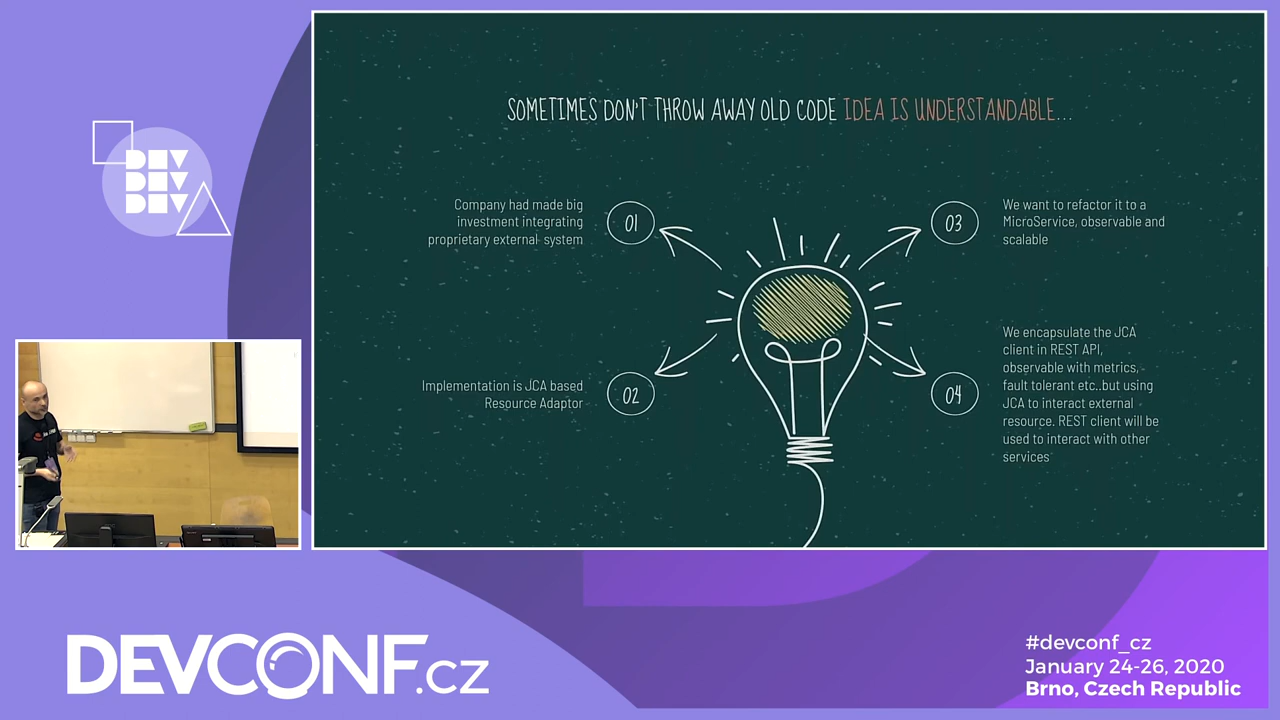 DEV
DEV
DEV
SOMETIMES DON'T THROW AWAY OLD CODE IDEA IS UNDERSTANDABLE...
Company had made big
investment integrating
proprietary external system
01
Implementation is JCA based
Resource Adaptor
02
03
We want to refactor it to a
MicroService, observable and
scalable
04
We encapsulate the JCA
client in REST API,
observable with metrics,
fault tolerant etc..but using
JCA to interact external
resource. REST client will be
used to interact with other
services
DEVCONF.cz
#devconf_cz
January 24-26, 2020
Brno, Czech Republic